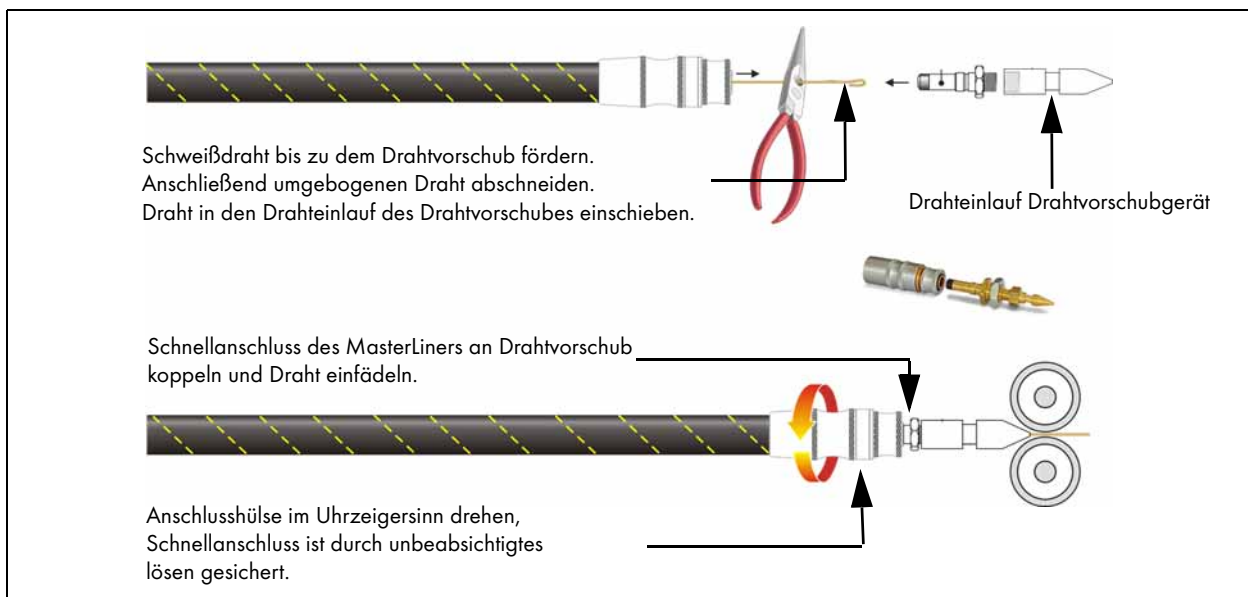 Schweißdraht bis zu dem Drahtvorschub fördern.
Anschließend umgebogenen Draht abschneiden.
Draht in den Drahteinlauf des Drahtvorschubes einschieben.
Drahteinlauf Drahtvorschubgerät
Schnellanschluss des MasterLiners an Drahtvorschub
koppeln und Draht einfädeln.
Anschlusshülse im Uhrzeigersinn drehen,
Schnellanschluss ist durch unbeabsichtigtes
lösen gesichert.